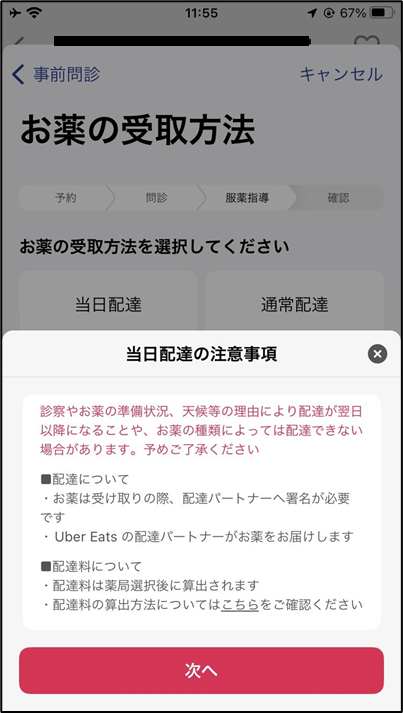 11:55
67%
事前問診
キャンセル
お薬の受取方法
予約
問診
服薬指導
確認
お薬の受取方法を選択してください
当日配達
通常配達
当日配達の注意事項
診察やお薬の準備状況、天候等の理由により配達が翌日
以降になることや、お薬の種類によっては配達できない
場合があります。予めご了承ください
■配達について
・お薬は受け取りの際、配達パートナーへ署名が必要
です
・Uber Eats の配達パートナーがお薬をお届けします
■配達料について
・配達料は薬局選択後に算出されます
・配達料の算出方法についてはこちらをご確認ください
次へ